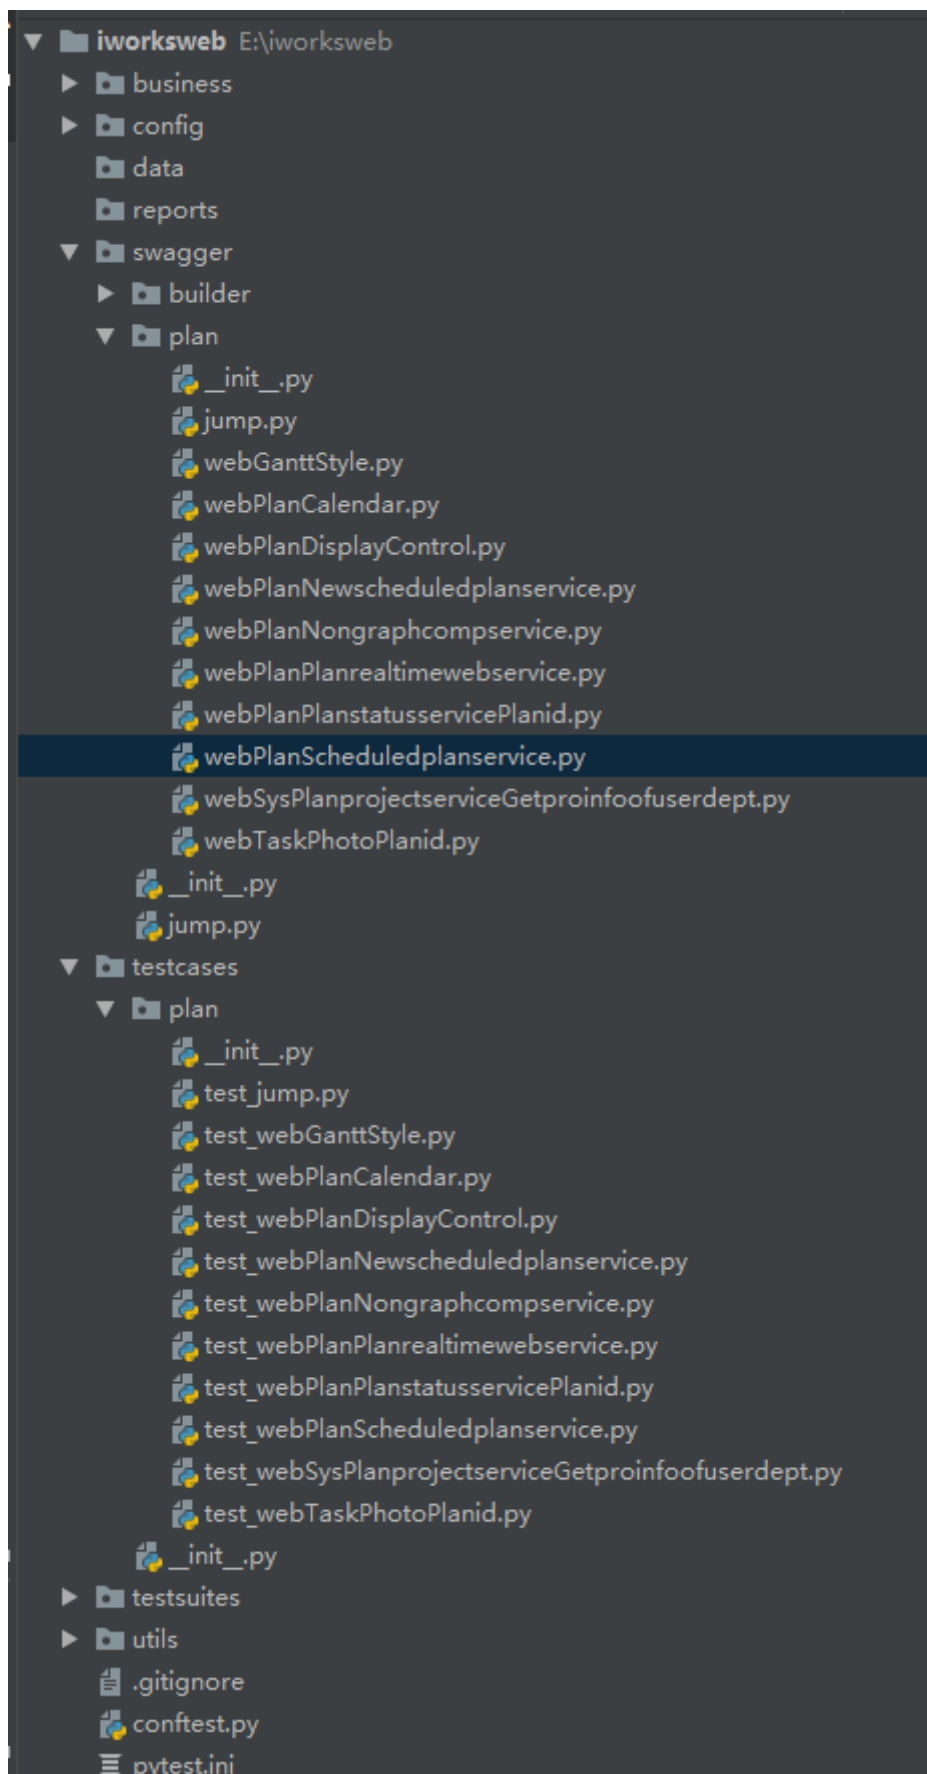 iworksweb E:\iworksweb
business
config
data
reports
swagger
builder
plan
__init__.py
jump.py
webGanttStyle.py
webPlanCalendar.py
webPlanDisplayControl.py
webPlanNewscheduledplanservice.py
webPlanNongraphcompservice.py
webPlanPlanrealtimewebservice.py
webPlanPlanstatusservicePlanid.py
webPlanScheduledplanservice.py
webSysPlanprojectserviceGetproinfoofuserdept.py
webTaskPhotoPlanid.py
__init__.py
jump.py
testcases
plan
__init__.py
test_jump.py
test_webGanttStyle.py
test_webPlanCalendar.py
test_webPlanDisplayControl.py
test_webPlanNewscheduledplanservice.py
test_webPlanNongraphcompservice.py
test_webPlanPlanrealtimewebservice.py
test_webPlanPlanstatusservicePlanid.py
test_webPlanScheduledplanservice.py
test_webSysPlanprojectserviceGetproinfoofuserdept.py
test_webTaskPhotoPlanid.py
__init__.py
testsuites
utils
.gitignore
conftest.py
pytest.ini